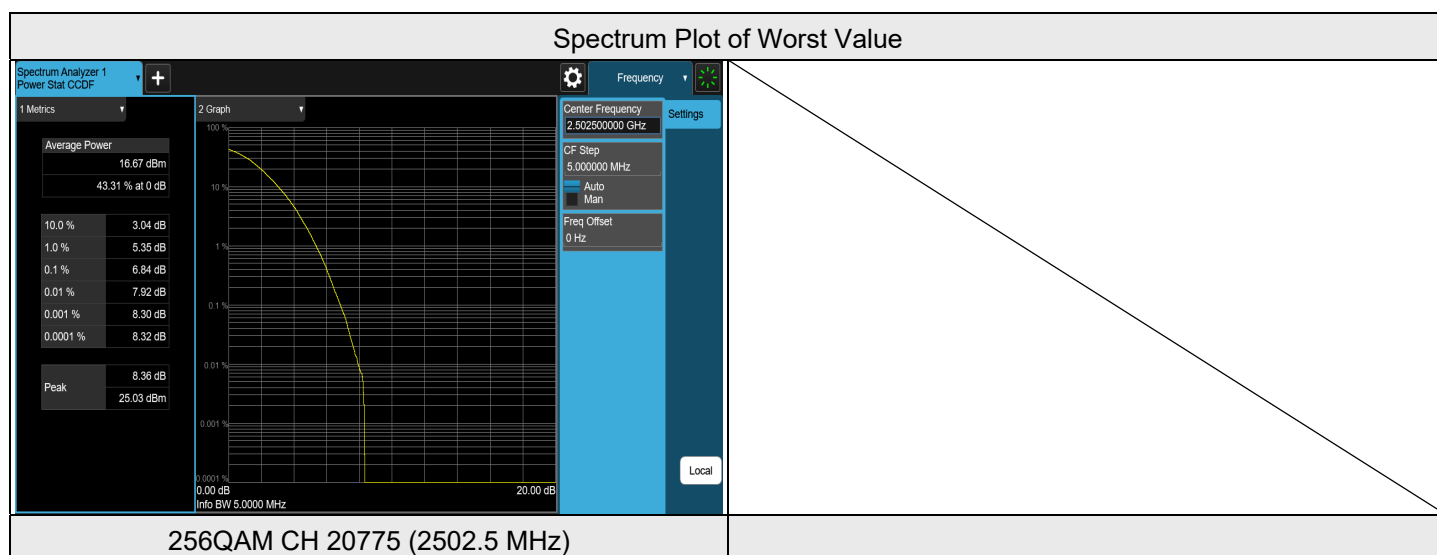 Spectrum Plot of Worst Value
Spectrum Analyzer 1
Power Stat CCDF
+
Frequency
1 Metrics
2 Graph
Center Frequency
2.502500000 GHz
Settings
CF Step
5.000000 MHz
Auto
Man
Freq Offset
0 Hz
Average Power
16.67 dBm
43.31 % at 0 dB
10.0 % 3.04 dB
1.0 % 5.35 dB
0.1 % 6.84 dB
0.01 % 7.92 dB
0.001 % 8.30 dB
0.0001 % 8.32 dB
Peak
8.36 dB
25.03 dBm
100 %
10 %
1 %
0.1 %
0.01 %
0.001 %
0.0001 %
0.00 dB 20.00 dB
Info BW 5.0000 MHz
Local
256QAM CH 20775 (2502.5 MHz)